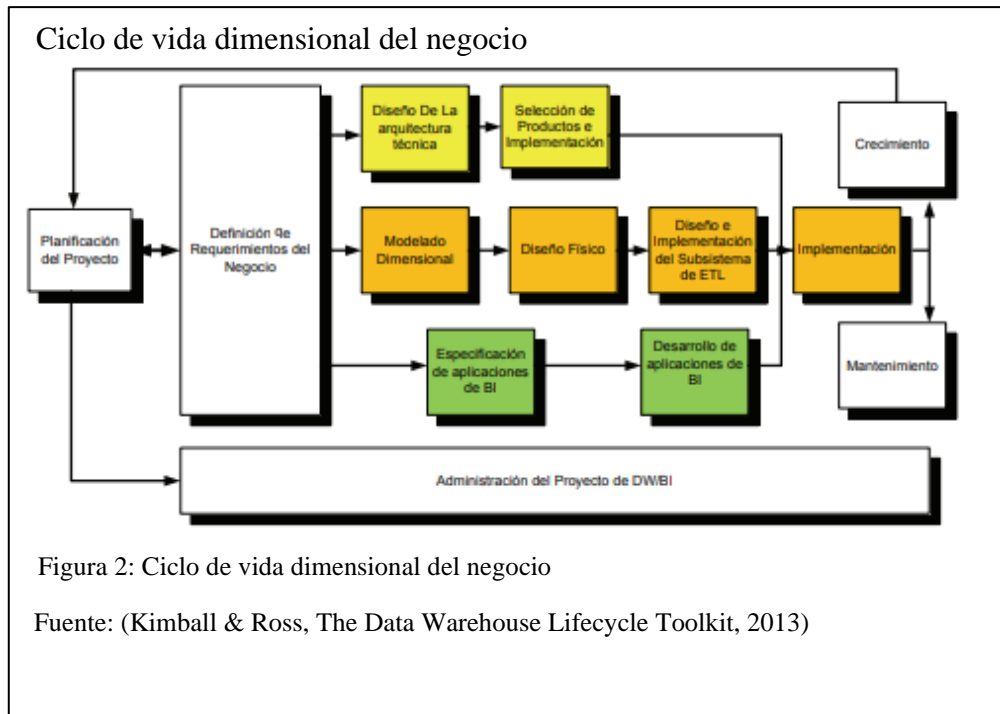 Ciclo de vida dimensional del negocio
Diseño De La
arquitectura
técnica
Selección de
Productos e
Implementación
Crecimiento
Planificación
del Proyecto
Definición de
Requerimientos del
Negocio
Modelado
Dimensional
Diseño Físico
Diseño e
Implementación
del Subsistema
de ETL
Implementación
Especificación
de aplicaciones
de BI
Desarrollo de
aplicaciones de
BI
Mantenimiento
Administración del Proyecto de DW/BI
Figura 2: Ciclo de vida dimensional del negocio
Fuente: (Kimball & Ross, The Data Warehouse Lifecycle Toolkit, 2013)